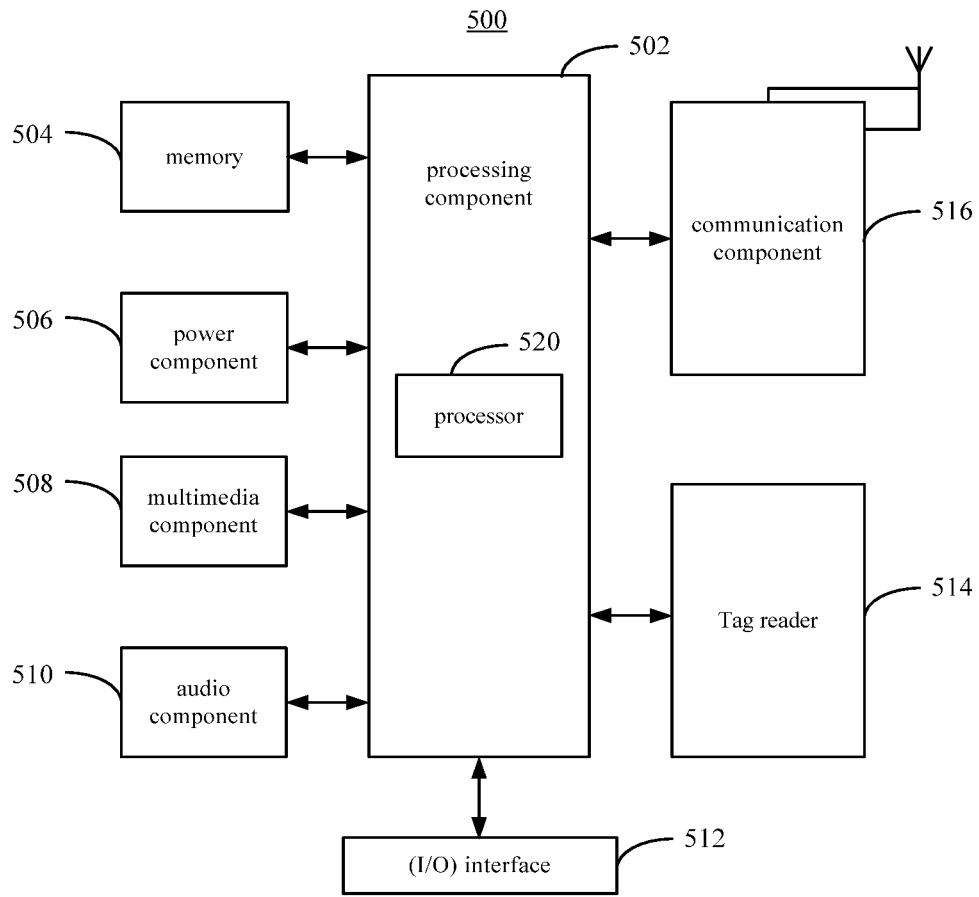 500
502
504
memory
processing
component
communication
component
516
506
power
component
520
processor
508
multimedia
component
514
Tag reader
510
audio
component
512
(I/O) interface